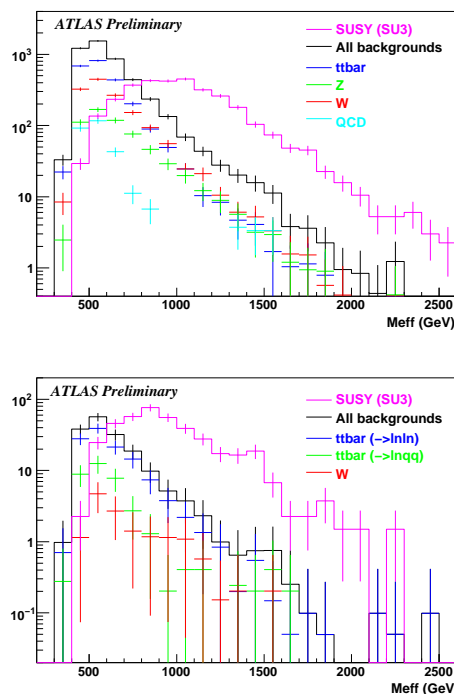 ATLAS Preliminary
SUSY (SU3)
All backgrounds
ttbar
Z
W
QCD
10³
10²
10
1
500 1000 1500 2000 2500
Meff (GeV)
ATLAS Preliminary
SUSY (SU3)
All backgrounds
ttbar (->lnln)
ttbar (->lnqq)
W
10²
10
1
10⁻¹
500 1000 1500 2000 2500
Meff (GeV)